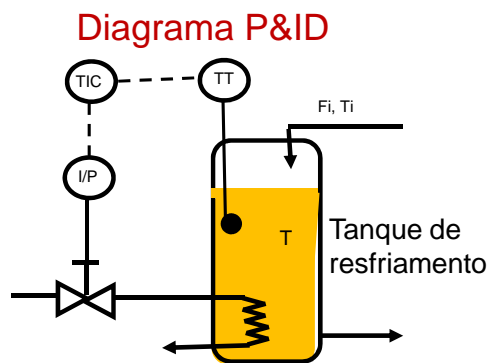 Diagrama P&ID
TIC
TT
Fi, Ti
I/P
T
Tanque de
resfriamento